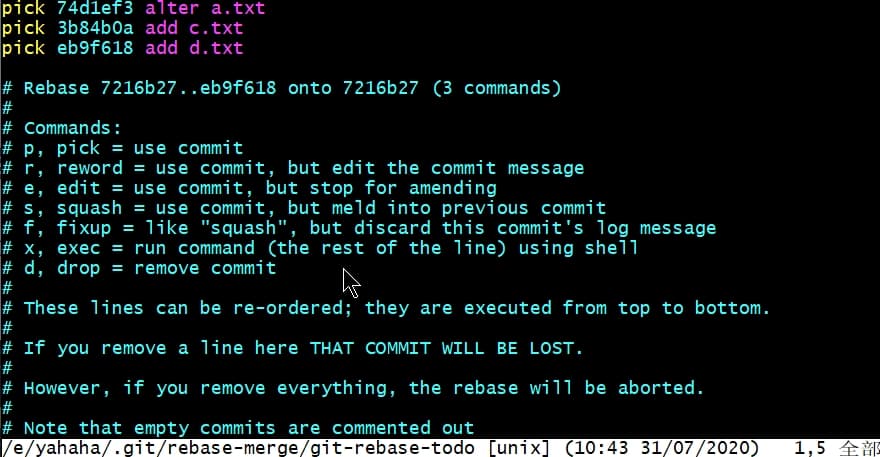 pick 74d1ef3 alter a.txt
pick 3b84b0a add c.txt
pick eb9f618 add d.txt
# Rebase 7216b27..eb9f618 onto 7216b27 (3 commands)
#
# Commands:
# p, pick = use commit
# r, reword = use commit, but edit the commit message
# e, edit = use commit, but stop for amending
# s, squash = use commit, but meld into previous commit
# f, fixup = like "squash", but discard this commit's log message
# x, exec = run command (the rest of the line) using shell
# d, drop = remove commit
#
# These lines can be re-ordered; they are executed from top to bottom.
#
# If you remove a line here THAT COMMIT WILL BE LOST.
#
# However, if you remove everything, the rebase will be aborted.
#
# Note that empty commits are commented out
/e/yahaha/.git/rebase-merge/git-rebase-todo [unix] (10:43 31/07/2020) 1,5 全部